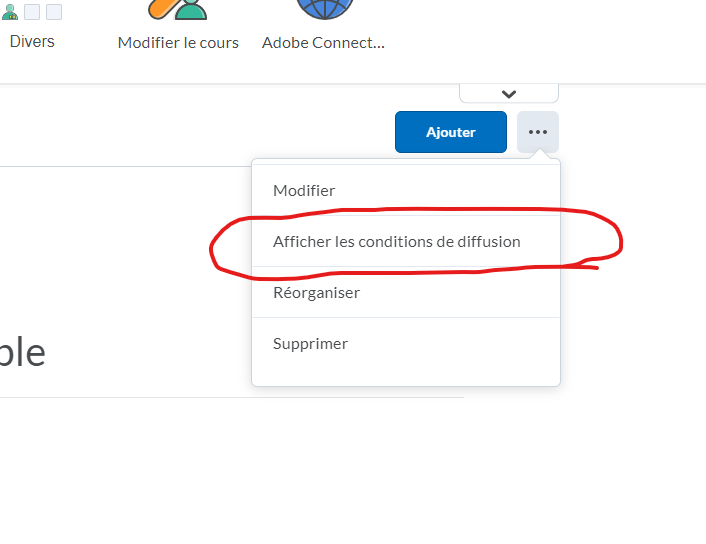 Divers
Modifier le cours
Adobe Connect...
Ajouter
Modifier
Afficher les conditions de diffusion
Réorganiser
Supprimer
ble